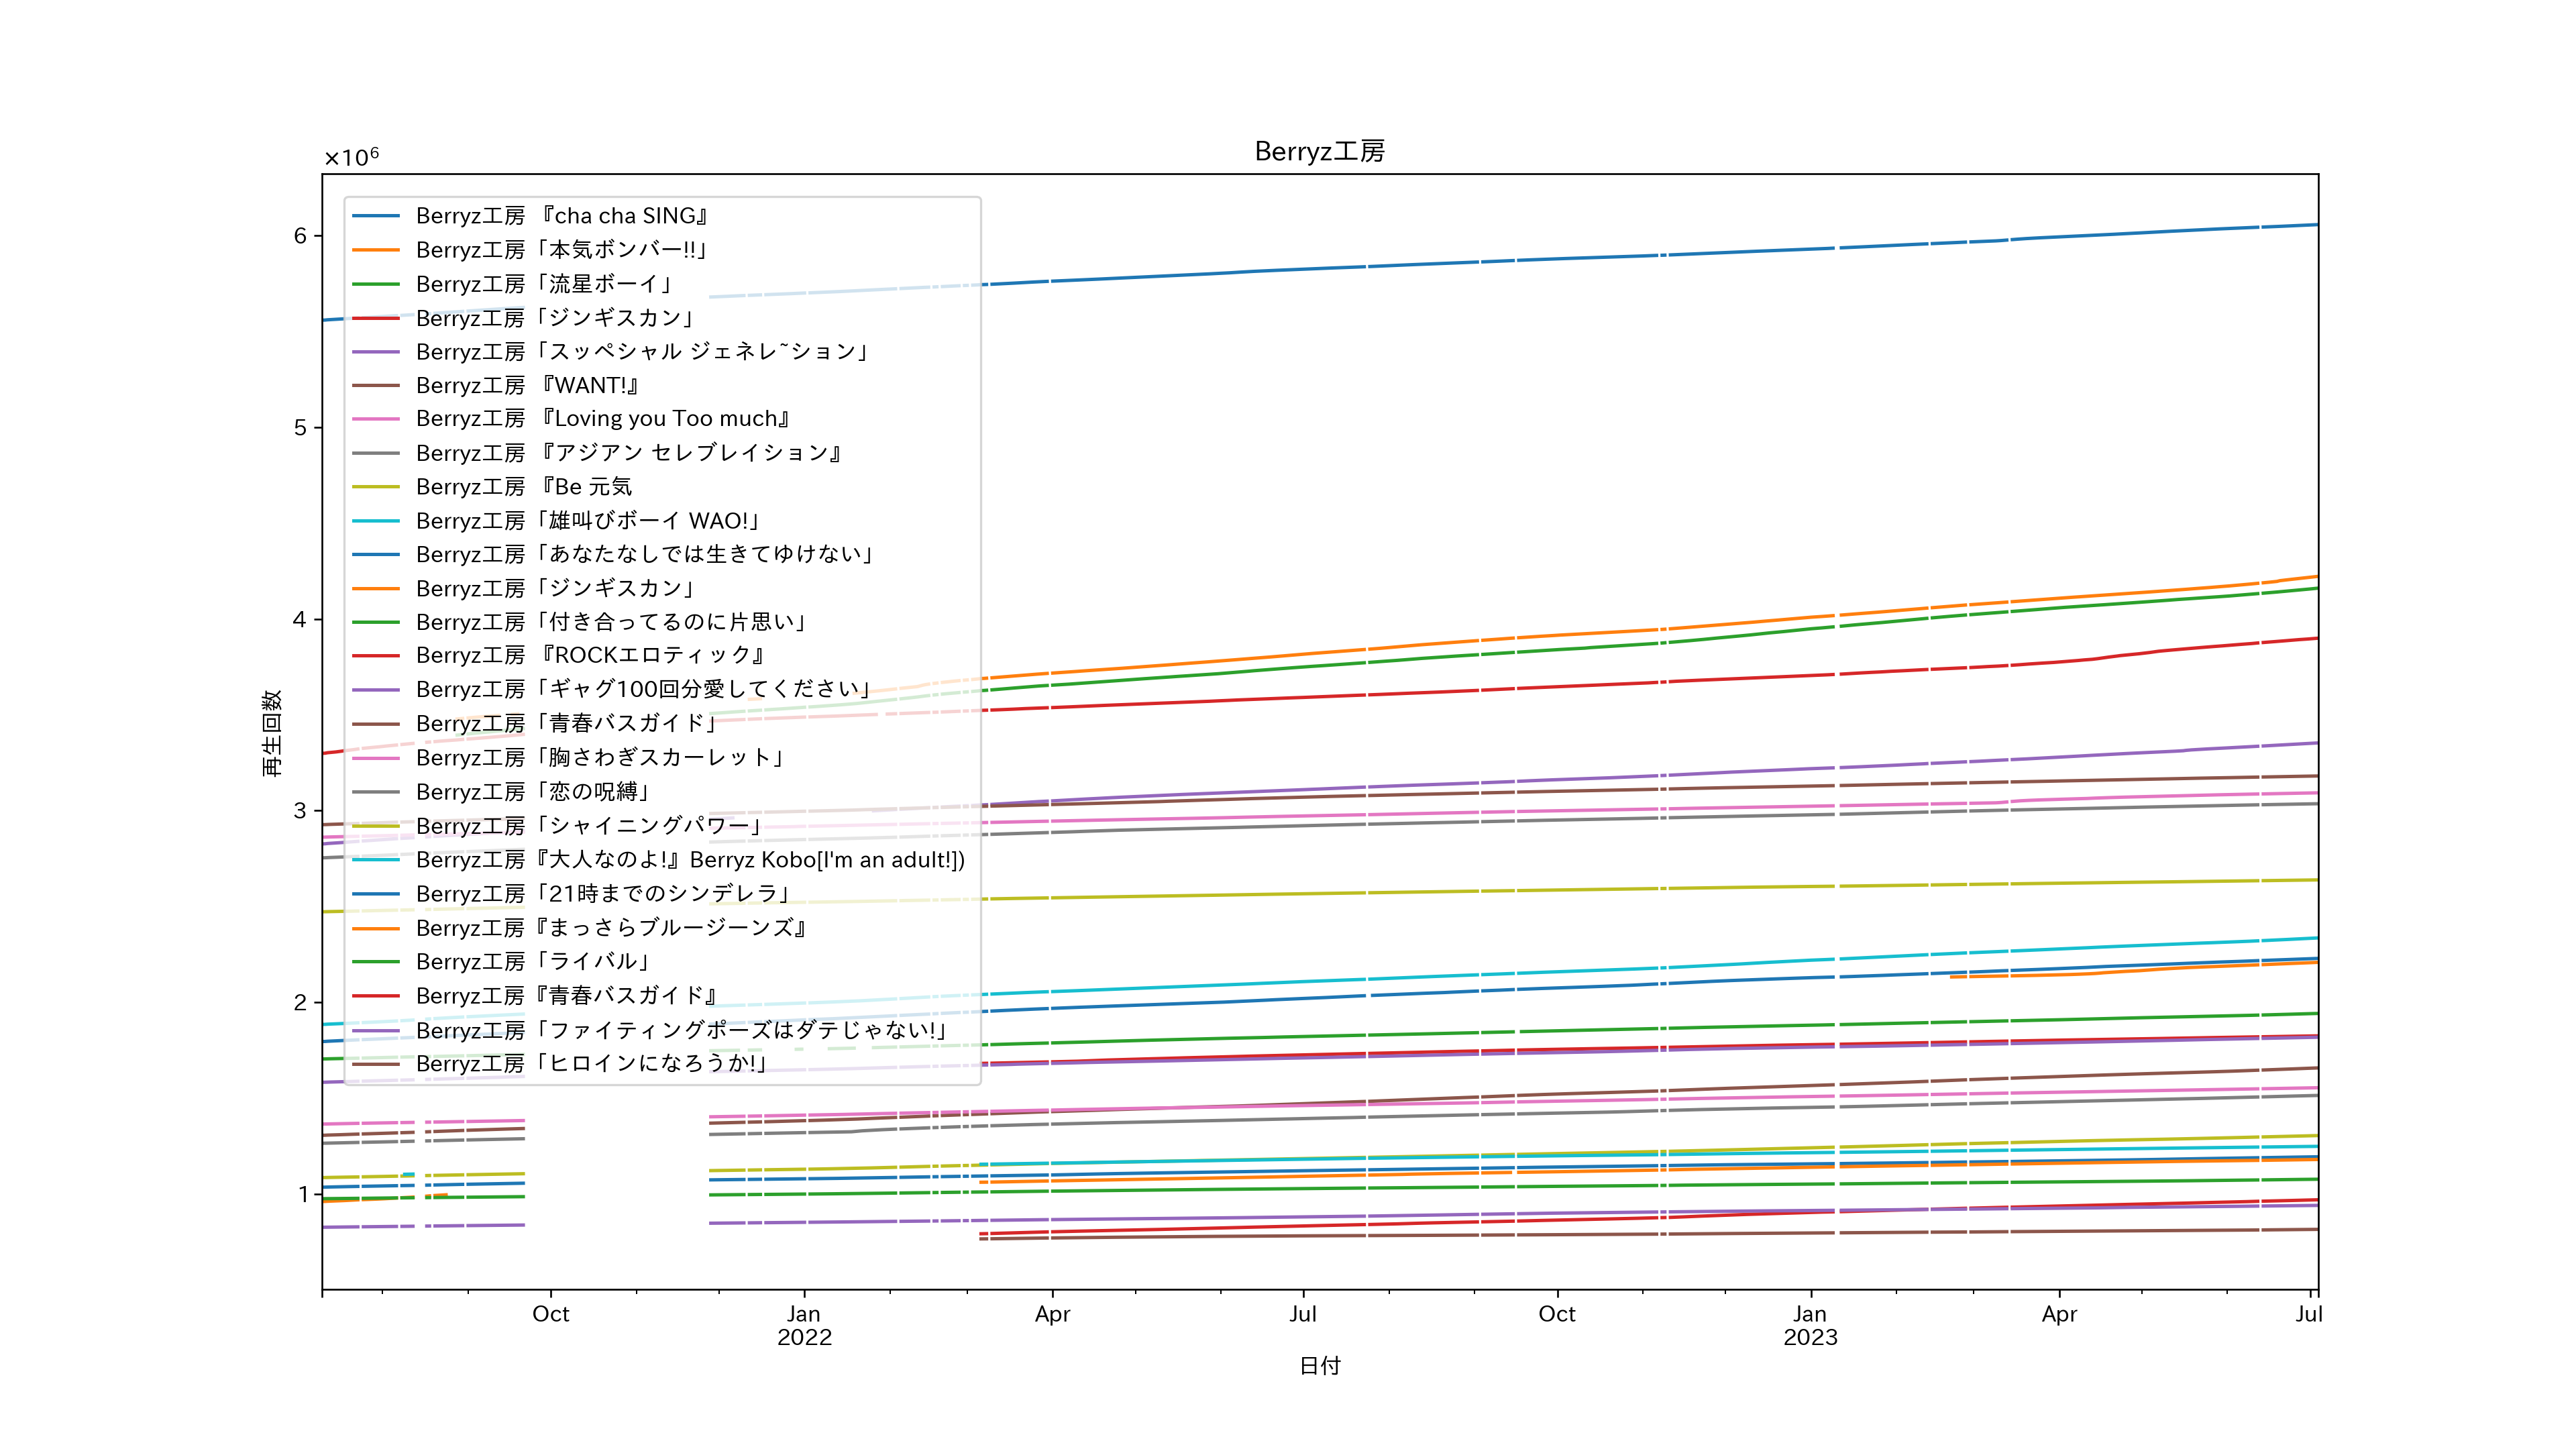 Berryz工房
×10⁶
6
5
4
3
2
1
再生回数
Berryz工房 『cha cha SING』
Berryz工房「本気ボンバー!!」
Berryz工房「流星ボーイ」
Berryz工房「ジンギスカン」
Berryz工房「スッペシャル ジェネレ~ション」
Berryz工房 『WANT!』
Berryz工房 『Loving you Too much』
Berryz工房 『アジアン セレブレイション』
Berryz工房 『Be 元気
Berryz工房「雄叫びボーイ WAO!」
Berryz工房「あなたなしでは生きてゆけない」
Berryz工房「ジンギスカン」
Berryz工房「付き合ってるのに片思い」
Berryz工房 『ROCKエロティック』
Berryz工房「ギャグ100回分愛してください」
Berryz工房「青春バスガイド」
Berryz工房「胸さわぎスカーレット」
Berryz工房「恋の呪縛」
Berryz工房「シャイニングパワー」
Berryz工房『大人なのよ!』Berryz Kobo[I'm an adult!])
Berryz工房「21時までのシンデレラ」
Berryz工房『まっさらブルージーンズ』
Berryz工房「ライバル」
Berryz工房『青春バスガイド』
Berryz工房「ファイティングポーズはダテじゃない!」
Berryz工房「ヒロインになろうか!」
Oct Jan Apr Jul Oct Jan Apr Jul
2022 2023
日付